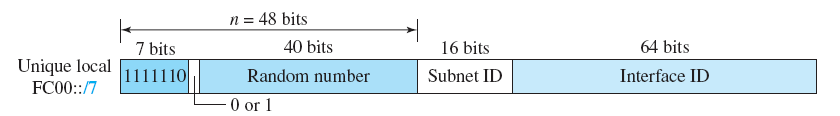 n = 48 bits
7 bits 40 bits 16 bits 64 bits
Unique local 1111110 Random number Subnet ID Interface ID
FC00::/7
0 or 1